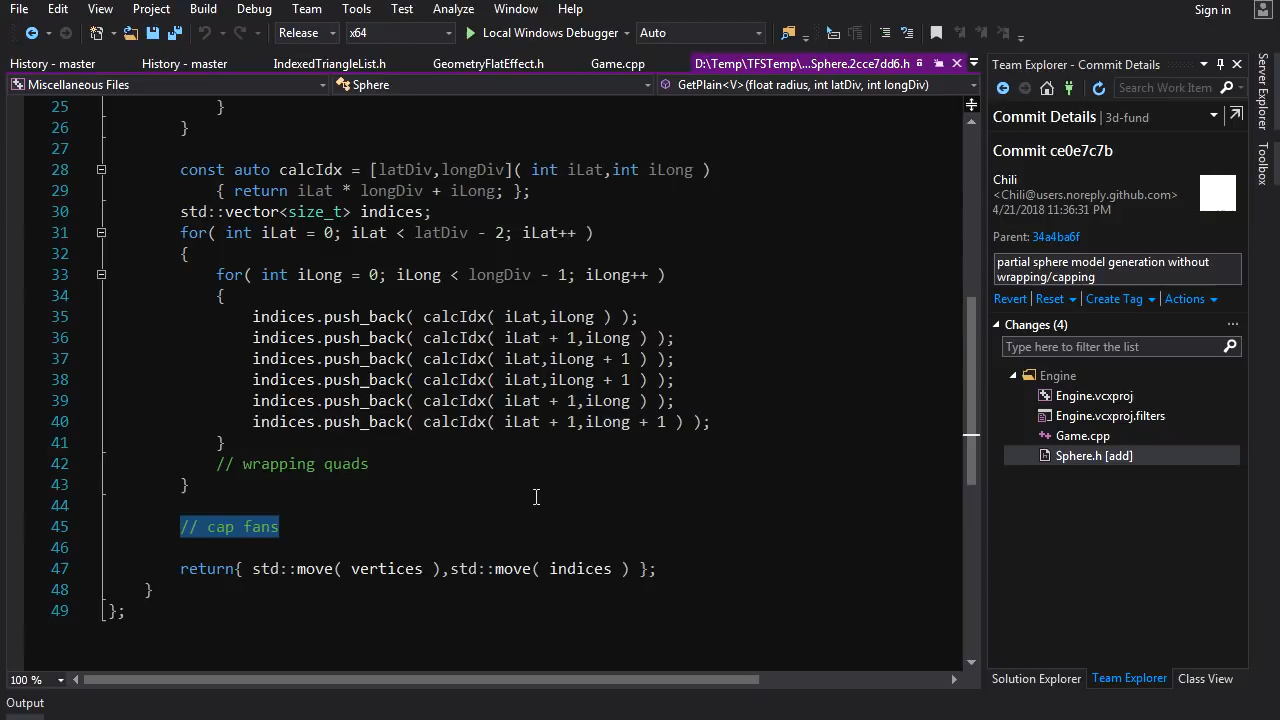 File Edit View Project Build Debug Team Tools Test Analyze Window Help Sign in
Release x64 Local Windows Debugger Auto
History - master History - master IndexedTriangleList.h GeometryFlatEffect.h Game.cpp D:\Temp\TFSTemp\...Sphere.2cce7dd6.h
Miscellaneous Files Sphere GetPlain<V>(float radius, int latDiv, int longDiv)
25 }
26 }
27
28 const auto calcIdx = [latDiv,longDiv]( int iLat,int iLong )
29 { return iLat * longDiv + iLong; };
30 std::vector<size_t> indices;
31 for( int iLat = 0; iLat < latDiv - 2; iLat++ )
32 {
33 for( int iLong = 0; iLong < longDiv - 1; iLong++ )
34 {
35 indices.push_back( calcIdx( iLat,iLong ) );
36 indices.push_back( calcIdx( iLat + 1,iLong ) );
37 indices.push_back( calcIdx( iLat,iLong + 1 ) );
38 indices.push_back( calcIdx( iLat,iLong + 1 ) );
39 indices.push_back( calcIdx( iLat + 1,iLong ) );
40 indices.push_back( calcIdx( iLat + 1,iLong + 1 ) );
41 }
42 // wrapping quads
43 }
44
45 // cap fans
46
47 return{ std::move( vertices ),std::move( indices ) };
48 }
49 };
100 %
Output
Team Explorer - Commit Details
Search Work Item
Commit Details 3d-fund
Commit ce0e7c7b
Chili
<Chili@users.noreply.github.com>
4/21/2018 11:36:31 PM
Parent: 34a4ba6f
partial sphere model generation without
wrapping/capping
Revert Reset Create Tag Actions
Changes (4)
Type here to filter the list
Engine
Engine.vcxproj
Engine.vcxproj.filters
Game.cpp
Sphere.h [add]
Solution Explorer Team Explorer Class View
Server Explorer
Toolbox